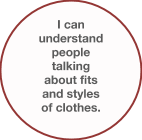 I can
understand
people
talking
about fits
and styles
of clothes.